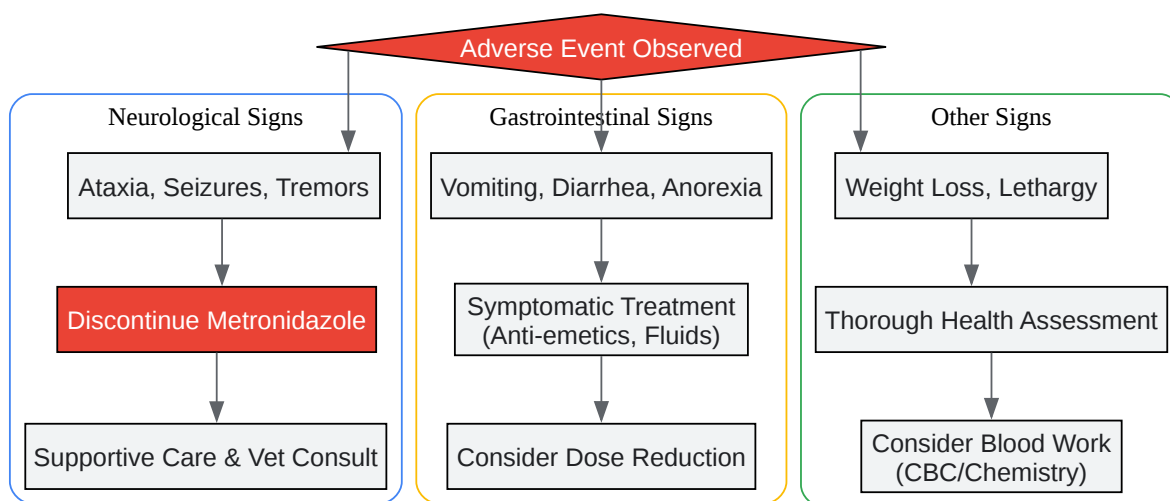 Adverse Event Observed
Neurological Signs
Ataxia, Seizures, Tremors
Discontinue Metronidazole
Supportive Care & Vet Consult
Gastrointestinal Signs
Vomiting, Diarrhea, Anorexia
Symptomatic Treatment
(Anti-emetics, Fluids)
Consider Dose Reduction
Other Signs
Weight Loss, Lethargy
Thorough Health Assessment
Consider Blood Work
(CBC/Chemistry)